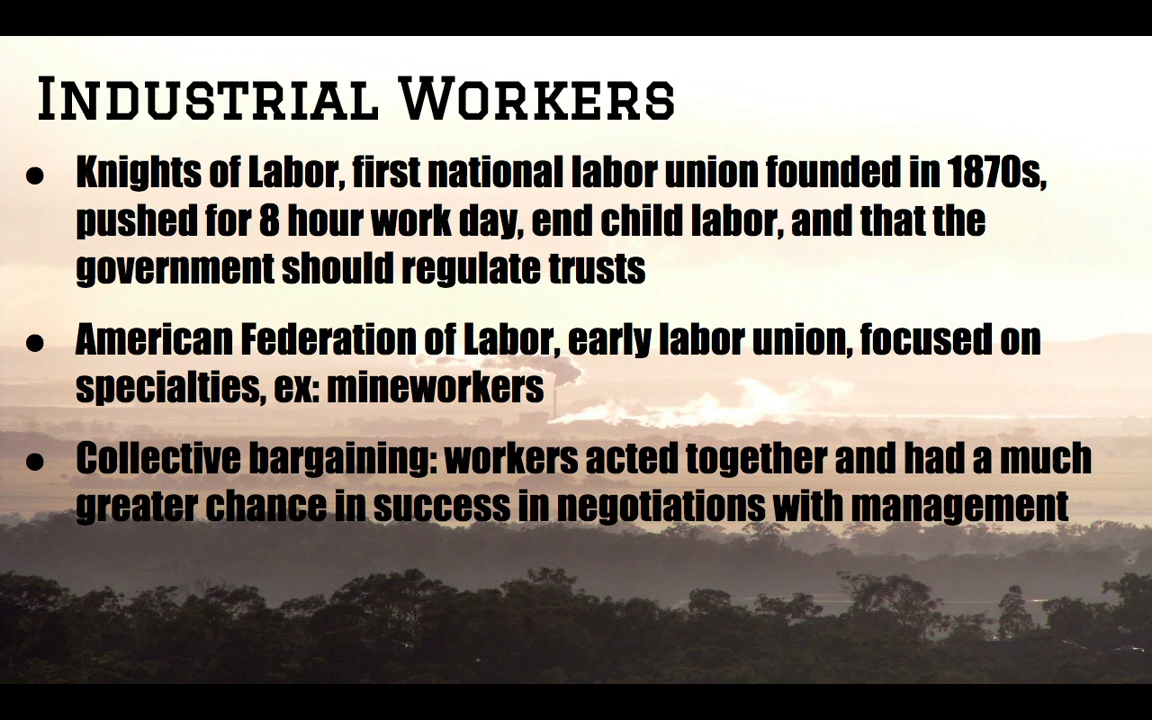 Industrial Workers
● Knights of Labor, first national labor union founded in 1870s,
pushed for 8 hour work day, end child labor, and that the
government should regulate trusts
● American Federation of Labor, early labor union, focused on
specialties, ex: mineworkers
● Collective bargaining: workers acted together and had a much
greater chance in success in negotiations with management